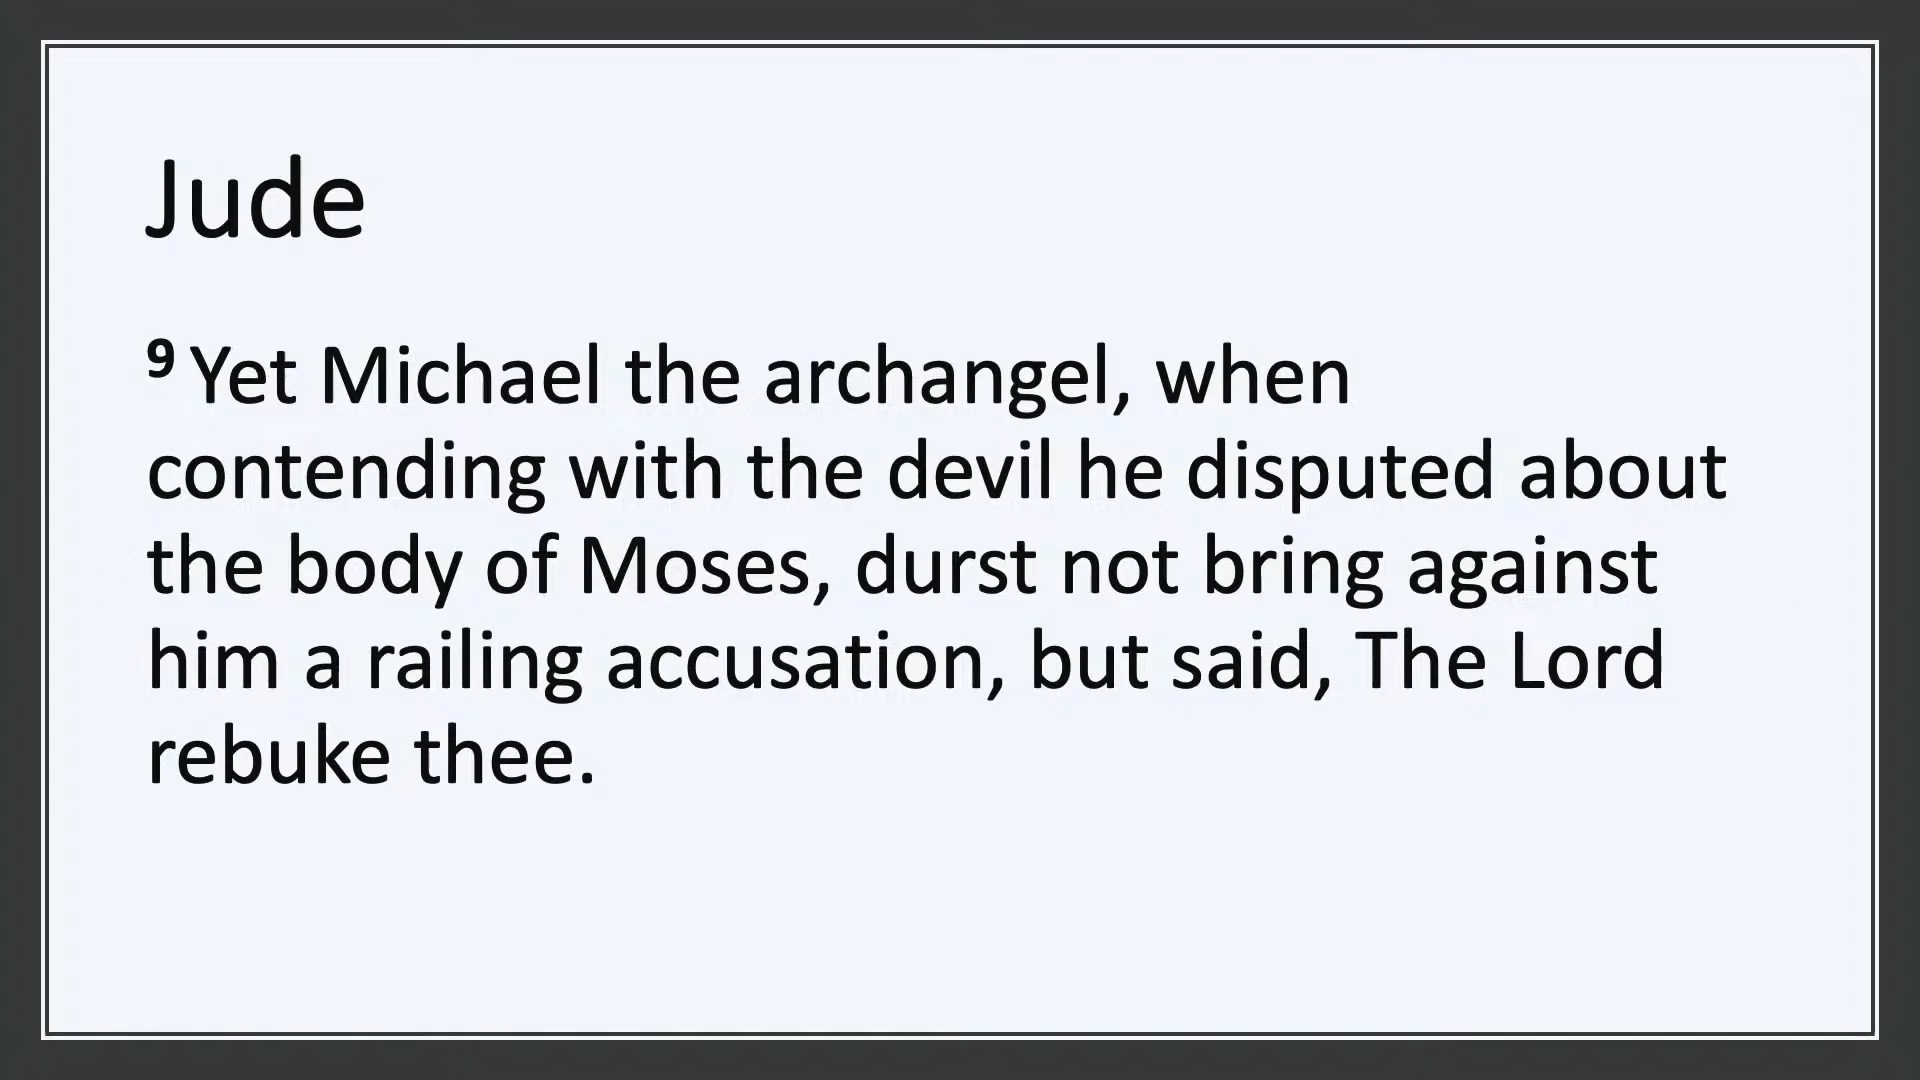 Jude
9 Yet Michael the archangel, when
contending with the devil he disputed about
the body of Moses, durst not bring against
him a railing accusation, but said, The Lord
rebuke thee.